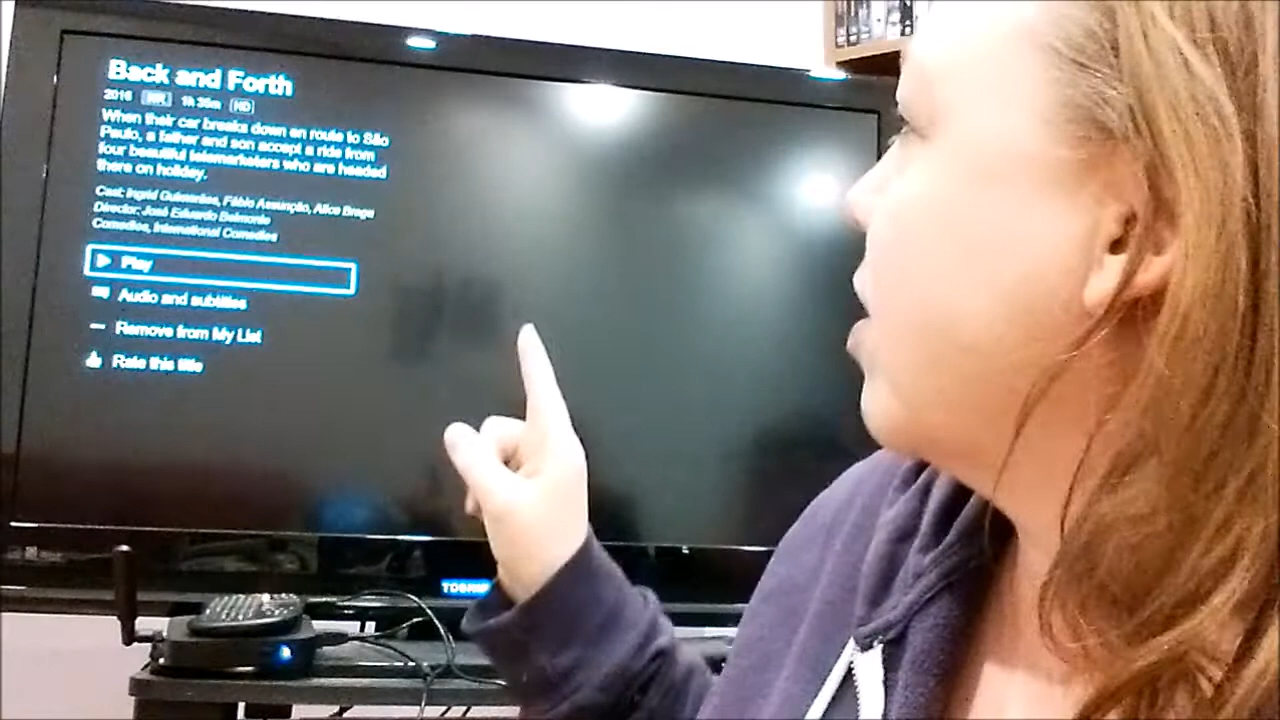 Back and Forth
2016 NR 1h 35m HD
When their car breaks down en route to São
Paulo, a father and son accept a ride from
four beautiful telemarketers who are headed
there on holiday.
Cast: Ingrid Guimarães, Fábio Assunção, Alice Braga
Director: José Eduardo Belmonte
Comedies, International Comedies
Play
Audio and subtitles
Remove from My List
Rate this title
TOSHIB